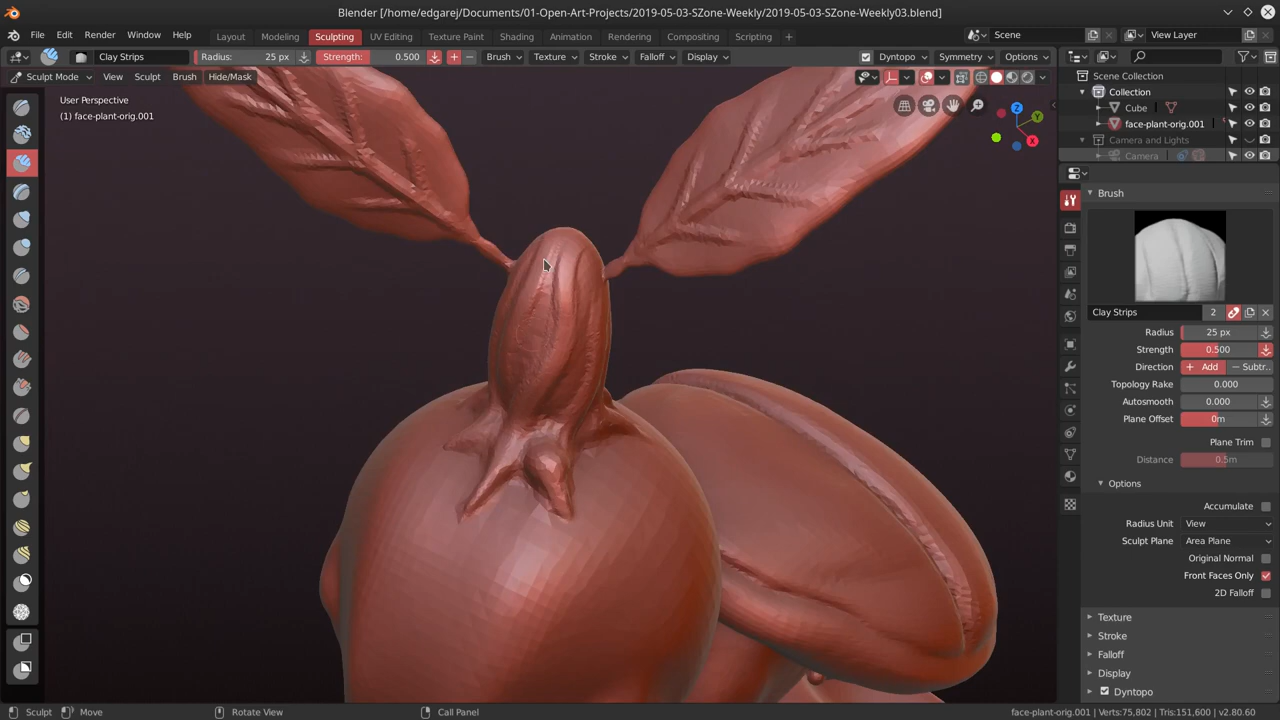 Blender [/home/edgarej/Documents/01-Open-Art-Projects/2019-05-03-SZone-Weekly/2019-05-03-SZone-Weekly03.blend]
File Edit Render Window Help Layout Modeling Sculpting UV Editing Texture Paint Shading Animation Rendering Compositing Scripting + Scene View Layer
Clay Strips Radius: 25 px Strength: 0.500 Brush Texture Stroke Falloff Display Dyntopo Symmetry Options
Sculpt Mode View Sculpt Brush Hide/Mask
User Perspective
(1) face-plant-orig.001
Z
Y
X
Scene Collection
Collection
Cube
face-plant-orig.001
Camera and Lights
Camera
Brush
Clay Strips 2
Radius 25 px
Strength 0.500
Direction + Add − Subtr..
Topology Rake 0.000
Autosmooth 0.000
Plane Offset 0m
Plane Trim
Distance 0.5m
Options
Accumulate
Radius Unit View
Sculpt Plane Area Plane
Original Normal
Front Faces Only
2D Falloff
Texture
Stroke
Falloff
Display
Dyntopo
Sculpt Move Rotate View Call Panel face-plant-orig.001 | Verts:75,802 | Tris:151,600 | v2.80.60